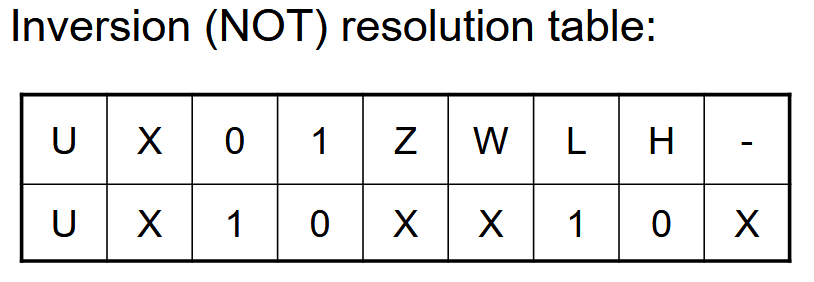 Inversion (NOT) resolution table:
U X 0 1 Z W L H -
U X 1 0 X X 1 0 X